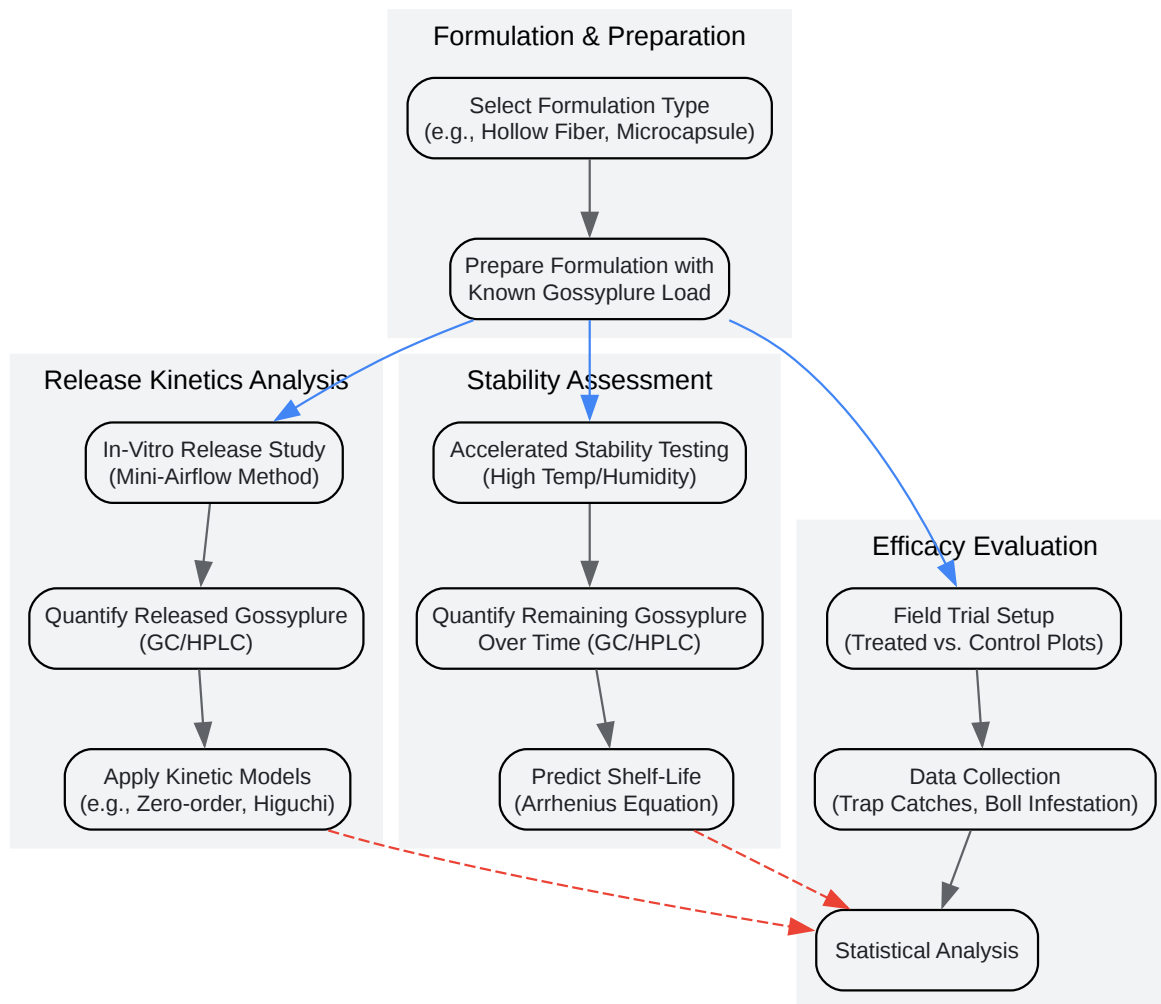 Formulation & Preparation
Select Formulation Type
(e.g., Hollow Fiber, Microcapsule)
Prepare Formulation with
Known Gossyplure Load
Release Kinetics Analysis
In-Vitro Release Study
(Mini-Airflow Method)
Quantify Released Gossyplure
(GC/HPLC)
Apply Kinetic Models
(e.g., Zero-order, Higuchi)
Stability Assessment
Accelerated Stability Testing
(High Temp/Humidity)
Quantify Remaining Gossyplure
Over Time (GC/HPLC)
Predict Shelf-Life
(Arrhenius Equation)
Efficacy Evaluation
Field Trial Setup
(Treated vs. Control Plots)
Data Collection
(Trap Catches, Boll Infestation)
Statistical Analysis